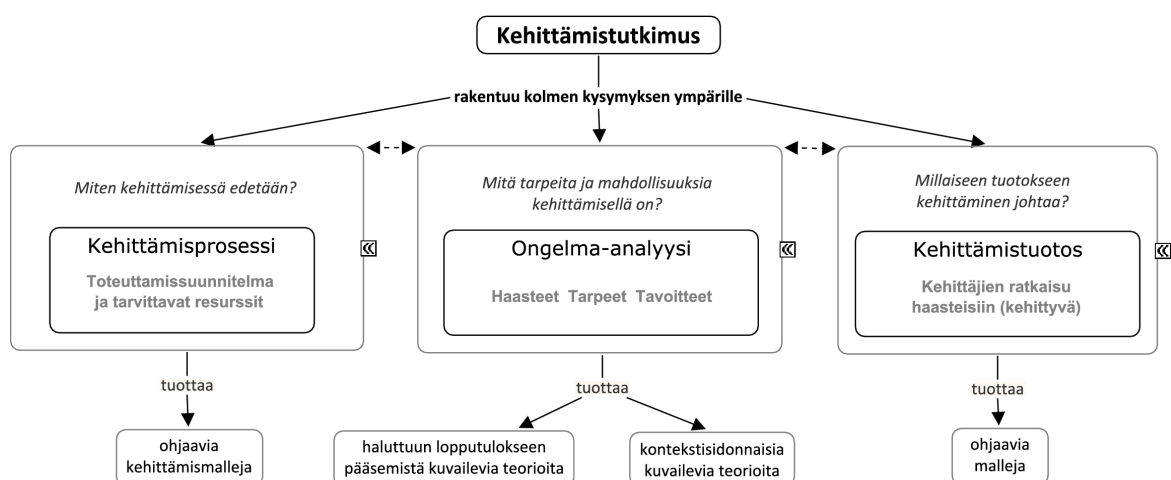 Kehittämistutkimus
rakentuu kolmen kysymyksen ympärille
Miten kehittämisessä edetään?
Kehittämisprosessi
Toteuttamissuunnitelma
ja tarvittavat resurssit
Mitä tarpeita ja mahdollisuuksia
kehittämisellä on?
Ongelma-analyysi
Haasteet Tarpeet Tavoitteet
Millaiseen tuotokseen
kehittäminen johtaa?
Kehittämistuotos
Kehittäjien ratkaisu
haasteisiin (kehittyvä)
tuottaa
tuottaa
tuottaa
ohjaavia
kehittämismalleja
haluttuun lopputulokseen
pääsemistä kuvailevia teorioita
kontekstisidonnaisia
kuvailevia teorioita
ohjaavia
malleja